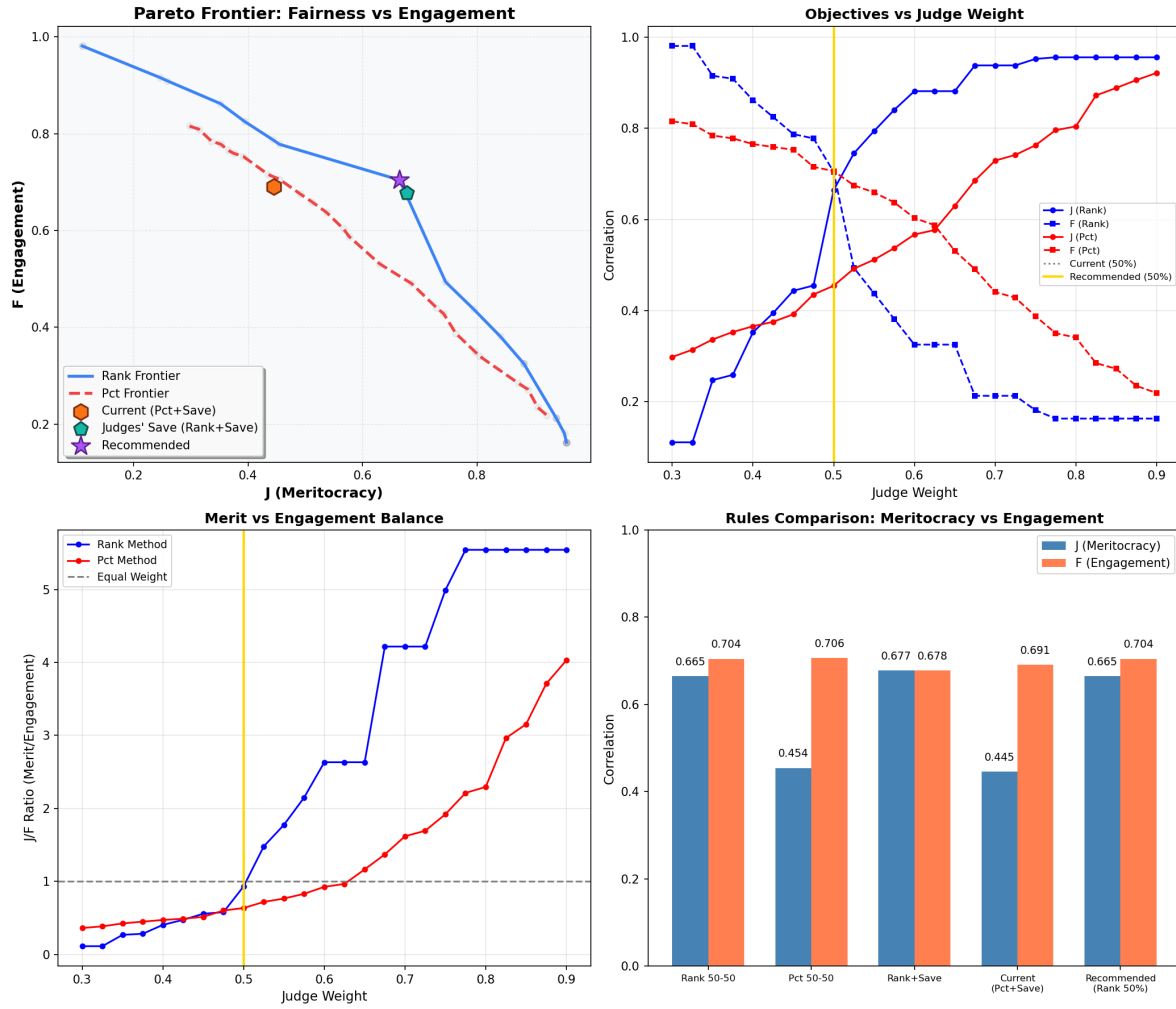 Pareto Frontier: Fairness vs Engagement
1.0
0.8
0.6
0.4
0.2
F (Engagement)
Rank Frontier
Pct Frontier
Current (Pct+Save)
Judges' Save (Rank+Save)
Recommended
0.2
0.4
0.6
0.8
J (Meritocracy)
Objectives vs Judge Weight
1.0
0.8
0.6
0.4
0.2
Correlation
J (Rank)
F (Rank)
J (Pct)
F (Pct)
Current (50%)
Recommended (50%)
0.3
0.4
0.5
0.6
0.7
0.8
0.9
Judge Weight
Merit vs Engagement Balance
Rank Method
Pct Method
Equal Weight
5
4
3
2
1
0
J/F Ratio (Merit/Engagement)
0.3
0.4
0.5
0.6
0.7
0.8
0.9
Judge Weight
Rules Comparison: Meritocracy vs Engagement
J (Meritocracy)
F (Engagement)
1.0
0.8
0.6
0.4
0.2
0.0
Correlation
0.665
0.704
0.454
0.706
0.677
0.678
0.445
0.691
0.665
0.704
Rank 50-50
Pct 50-50
Rank+Save
Current
(Pct+Save)
Recommended
(Rank 50%)